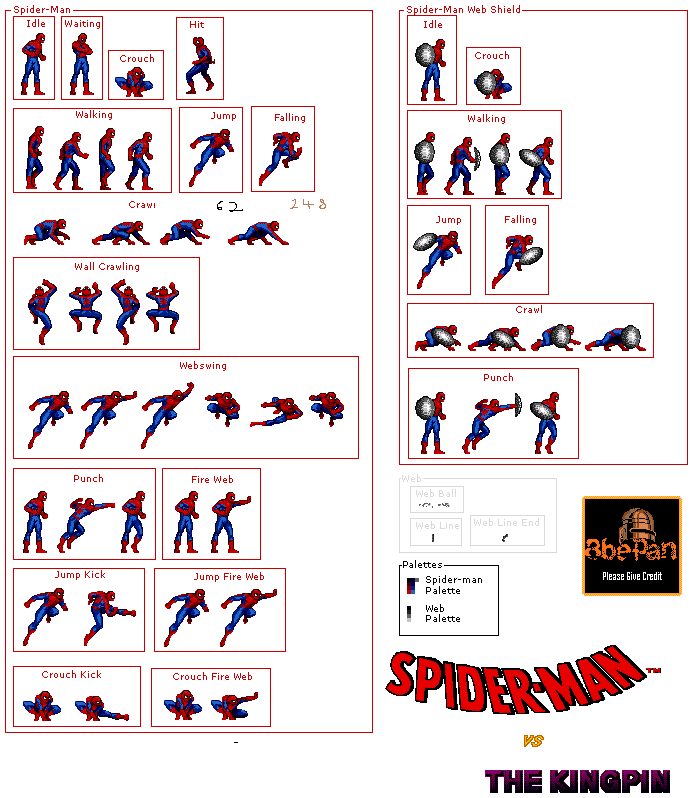 Spider-Man
Idle
Waiting
Hit
Crouch
Walking
Jump
Falling
Crawl
62
248
Wall Crawling
Webswing
Punch
Fire Web
Jump Kick
Jump Fire Web
Crouch Kick
Crouch Fire Web
Spider-Man Web Shield
Idle
Crouch
Walking
Jump
Falling
Crawl
Punch
Web
Web Ball
Web Line
Web Line End
Palettes
Spider-man
Palette
Web
Palette
BbePan
Please Give Credit
SPIDER-MAN™
VS
THE KINGPIN